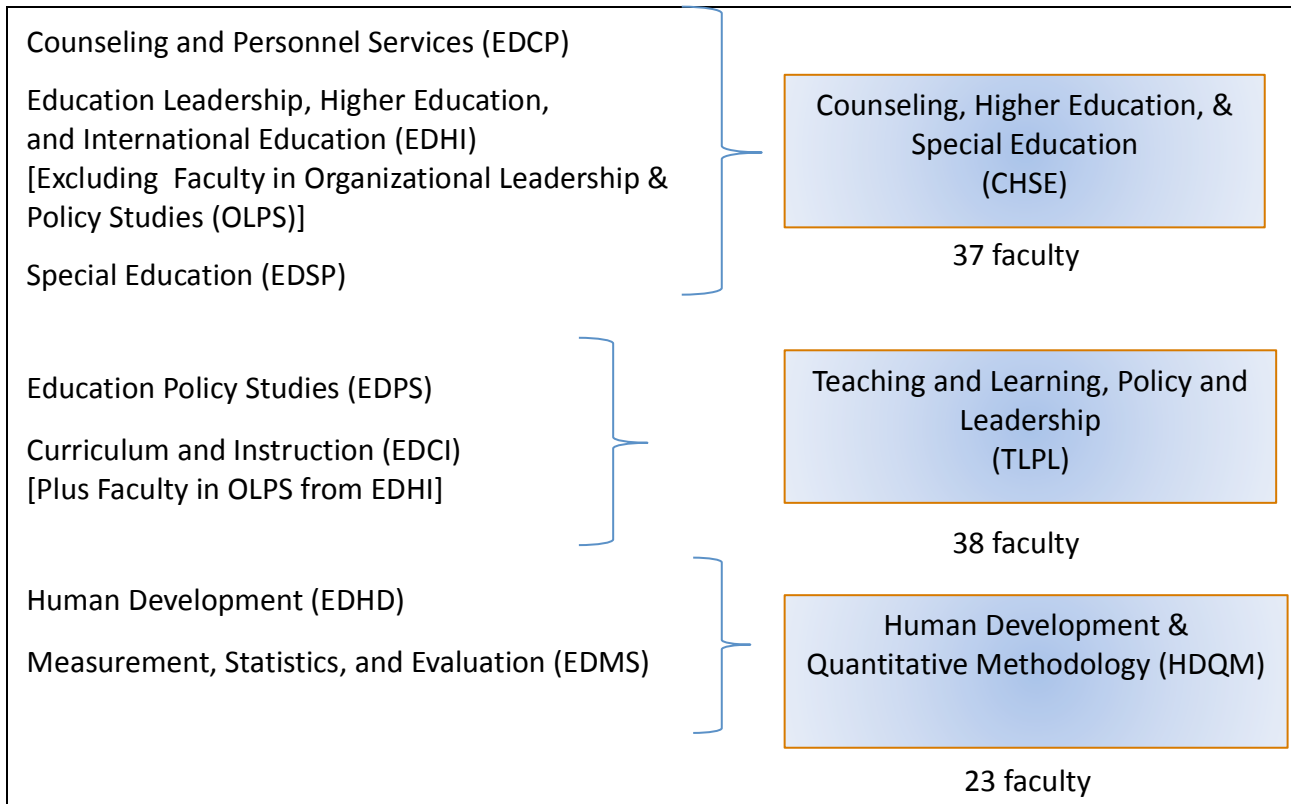 Counseling and Personnel Services (EDCP)
Education Leadership, Higher Education,
and International Education (EDHI)
[Excluding  Faculty in Organizational Leadership &
Policy Studies (OLPS)]
Special Education (EDSP)
Counseling, Higher Education, &
Special Education
(CHSE)
37 faculty
Education Policy Studies (EDPS)
Curriculum and Instruction (EDCI)
[Plus Faculty in OLPS from EDHI]
Teaching and Learning, Policy and
Leadership
(TLPL)
38 faculty
Human Development (EDHD)
Measurement, Statistics, and Evaluation (EDMS)
Human Development &
Quantitative Methodology (HDQM)
23 faculty